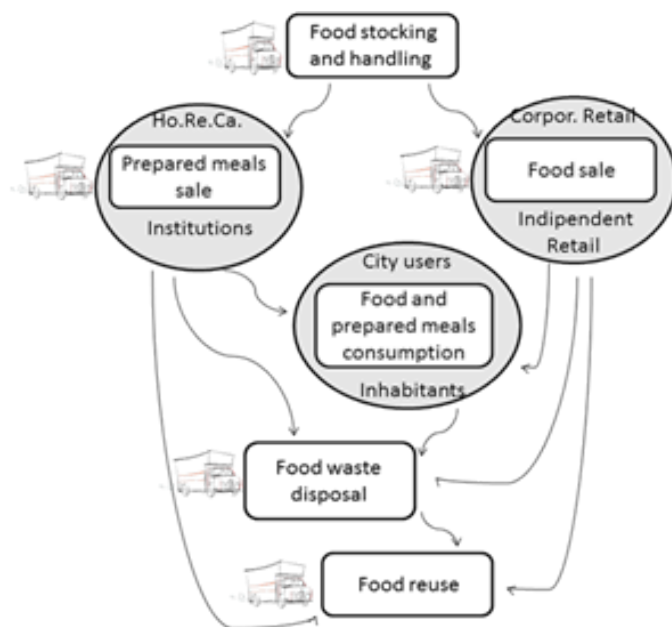 Food stocking
and handling
Ho.Re.Ca.
Prepared meals
sale
Institutions
Corpor. Retail
Food sale
Indipendent
Retail
City users
Food and
prepared meals
consumption
Inhabitants
Food waste
disposal
Food reuse